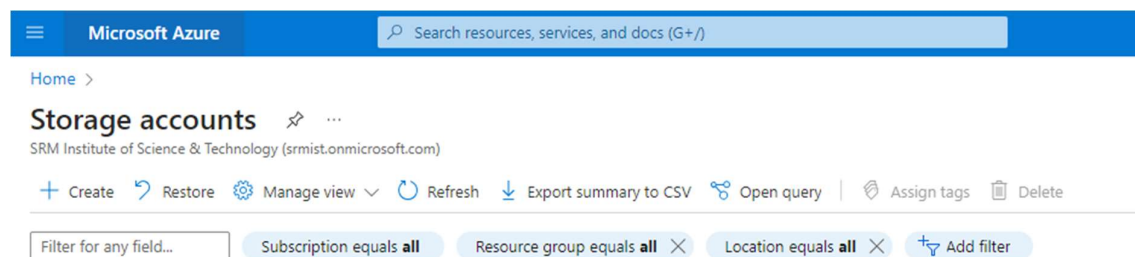 Microsoft Azure Search resources, services, and docs (G+/)
Home >
Storage accounts ...
SRM Institute of Science & Technology (srmist.onmicrosoft.com)
+ Create Restore Manage view Refresh Export summary to CSV Open query | Assign tags Delete
Filter for any field... Subscription equals all Resource group equals all × Location equals all × Add filter